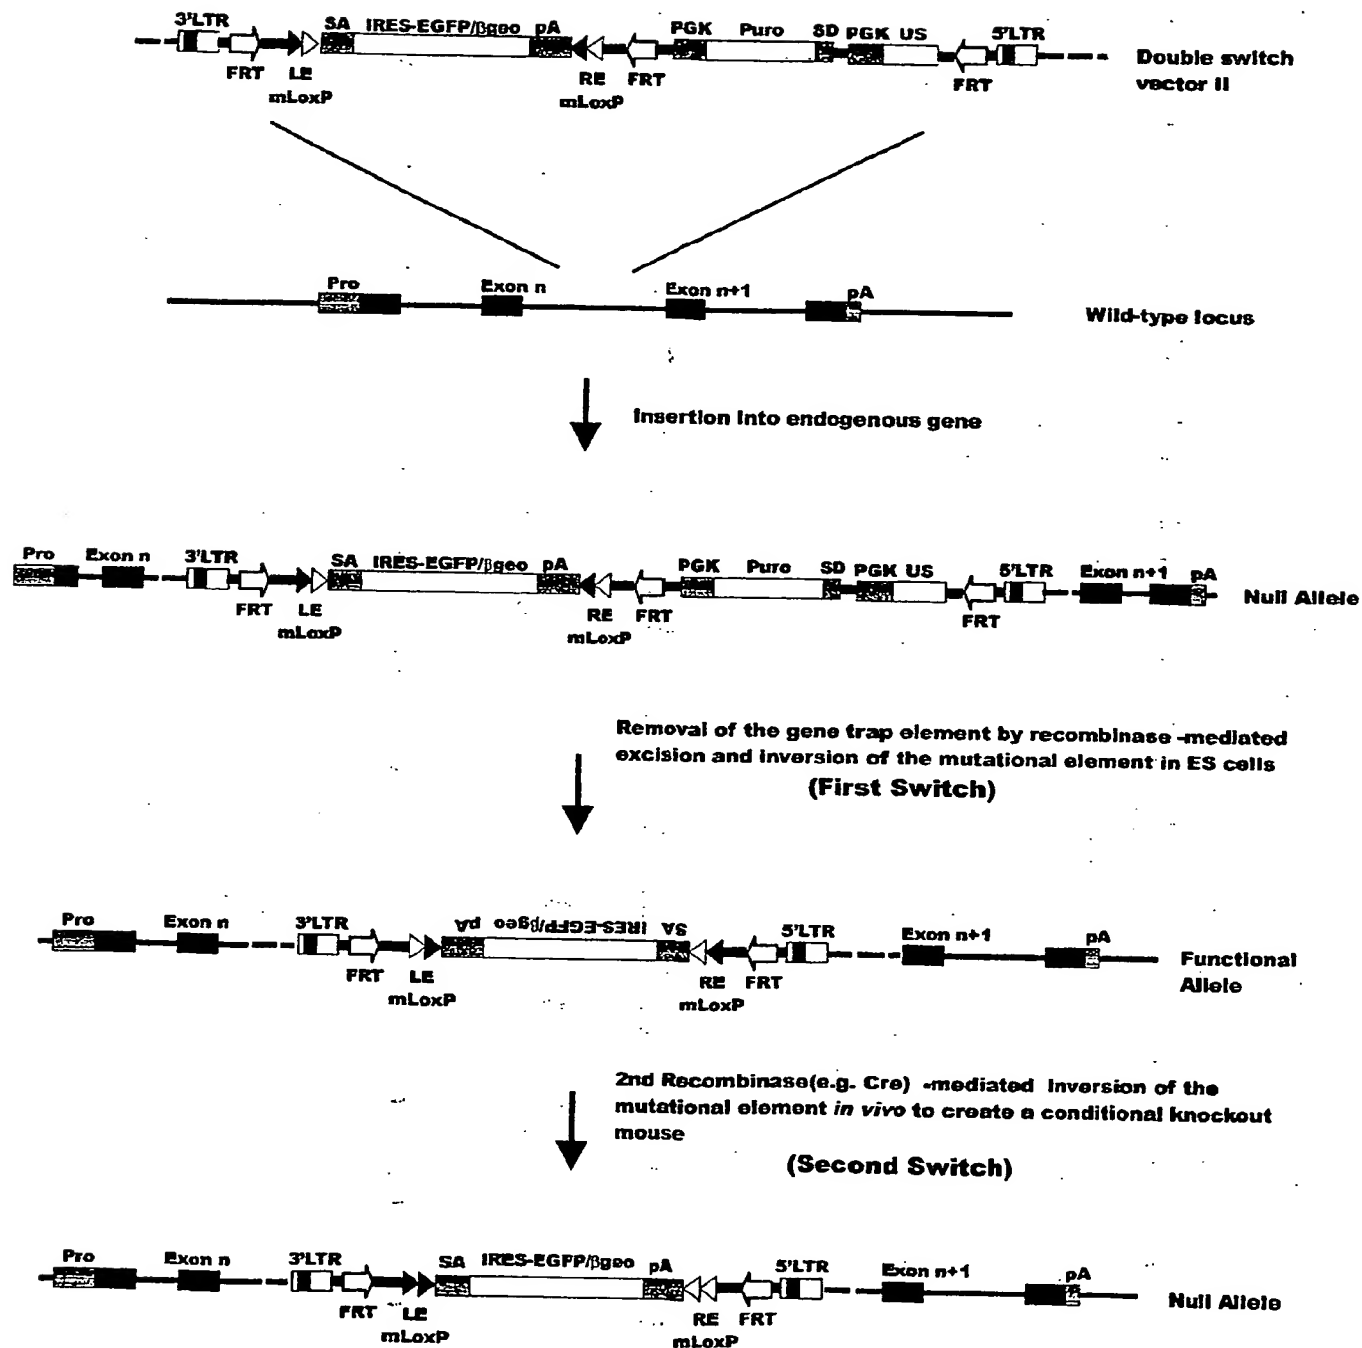 3'LTR SA IRES-EGFP/βgeo pA PGK Puro SD PGK US 5'LTR
FRT LE RE FRT FRT
mLoxP mLoxP
Double switch
vector II
Pro Exon n Exon n+1 pA
Wild-type locus
Insertion into endogenous gene
Pro Exon n 3'LTR SA IRES-EGFP/βgeo pA PGK Puro SD PGK US 5'LTR Exon n+1 pA
FRT LE RE FRT FRT
mLoxP mLoxP
Null Allele
Removal of the gene trap element by recombinase -mediated
excision and inversion of the mutational element in ES cells
(First Switch)
Pro Exon n 3'LTR pA IRES-EGFP/βgeo SA 5'LTR Exon n+1 pA
FRT LE RE FRT
mLoxP mLoxP
Functional
Allele
2nd Recombinase(e.g. Cre) -mediated Inversion of the
mutational element in vivo to create a conditional knockout
mouse
(Second Switch)
Pro Exon n 3'LTR SA IRES-EGFP/βgeo pA 5'LTR Exon n+1 pA
FRT LE RE FRT
mLoxP mLoxP
Null Allele